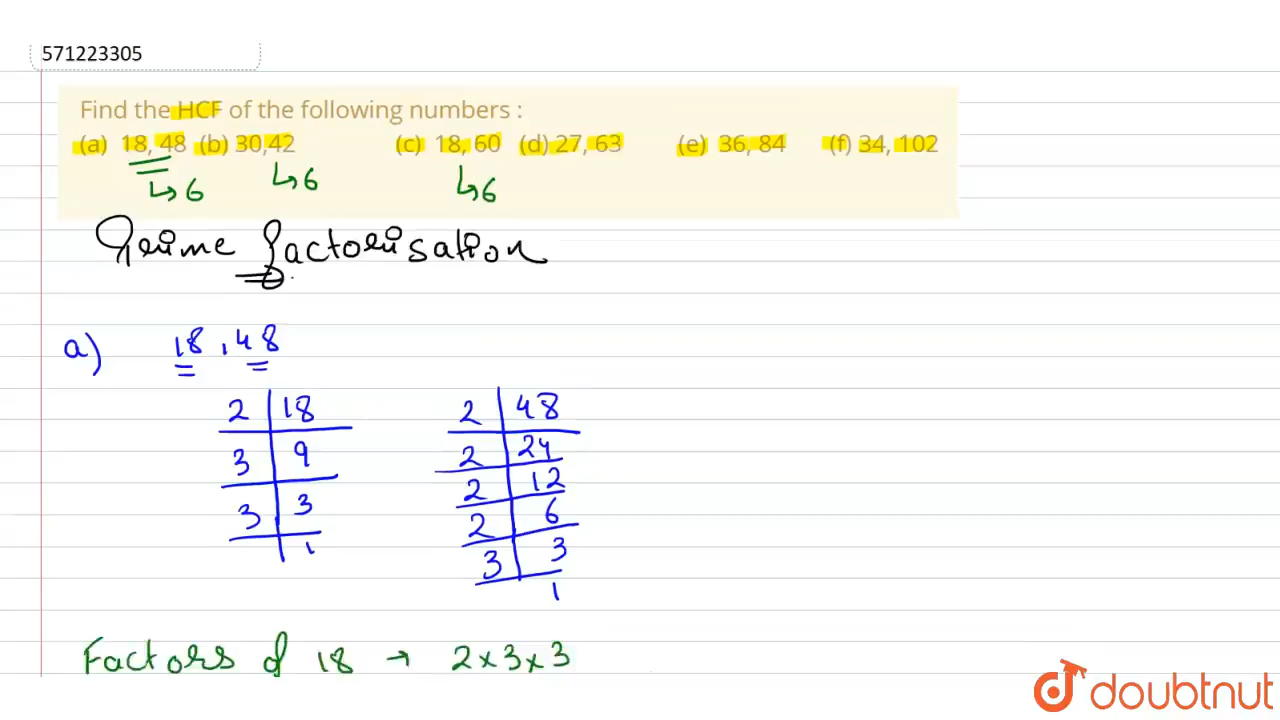 571223305
Find the HCF of the following numbers :
(a) 18, 48 (b) 30,42 (c) 18, 60 (d) 27, 63 (e) 36, 84 (f) 34, 102
↳6 ↳6 ↳6
Prime factorisation
a) 18, 48
2 | 18 2 | 48
3 | 9 2 | 24
2 | 12
3 | 3 2 | 6
1 3 | 3
1
Factors of 18 → 2×3×3
doubtnut